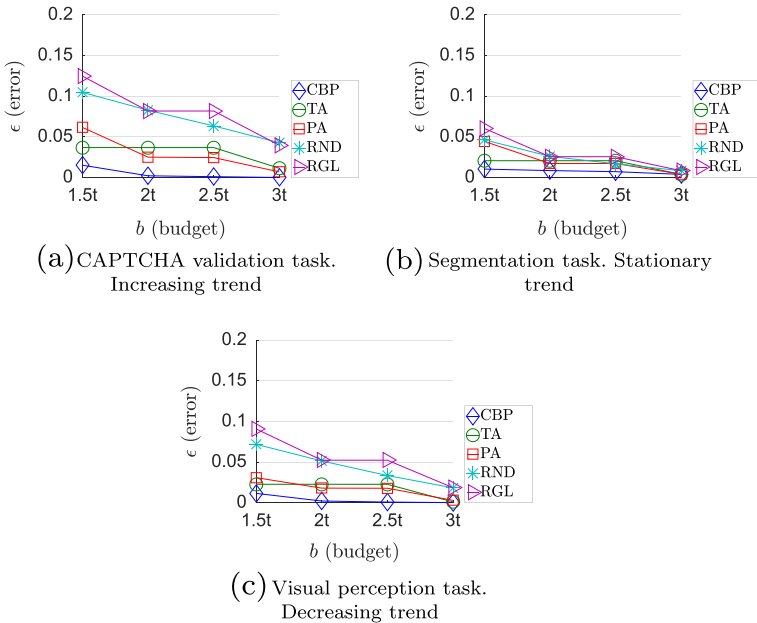 0.2
0.15
0.1
0.05
0
ϵ (error)
1.5t 2t 2.5t 3t
b (budget)
CBP
TA
PA
RND
RGL
(a) CAPTCHA validation task.
Increasing trend
0.2
0.15
0.1
0.05
0
ϵ (error)
1.5t 2t 2.5t 3t
b (budget)
CBP
TA
PA
RND
RGL
(b) Segmentation task. Stationary
trend
0.2
0.15
0.1
0.05
0
ϵ (error)
1.5t 2t 2.5t 3t
b (budget)
CBP
TA
PA
RND
RGL
(c) Visual perception task.
Decreasing trend